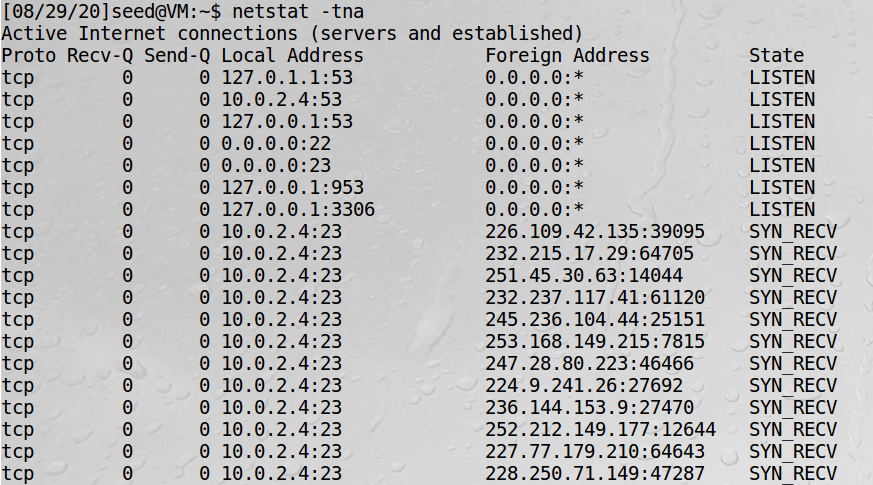 [08/29/20]seed@VM:~$ netstat -tna
Active Internet connections (servers and established)
Proto Recv-Q Send-Q Local Address           Foreign Address         State
tcp        0      0 127.0.1.1:53            0.0.0.0:*               LISTEN
tcp        0      0 10.0.2.4:53             0.0.0.0:*               LISTEN
tcp        0      0 127.0.0.1:53            0.0.0.0:*               LISTEN
tcp        0      0 0.0.0.0:22              0.0.0.0:*               LISTEN
tcp        0      0 0.0.0.0:23              0.0.0.0:*               LISTEN
tcp        0      0 127.0.0.1:953           0.0.0.0:*               LISTEN
tcp        0      0 127.0.0.1:3306          0.0.0.0:*               LISTEN
tcp        0      0 10.0.2.4:23             226.109.42.135:39095    SYN_RECV
tcp        0      0 10.0.2.4:23             232.215.17.29:64705     SYN_RECV
tcp        0      0 10.0.2.4:23             251.45.30.63:14044      SYN_RECV
tcp        0      0 10.0.2.4:23             232.237.117.41:61120    SYN_RECV
tcp        0      0 10.0.2.4:23             245.236.104.44:25151    SYN_RECV
tcp        0      0 10.0.2.4:23             253.168.149.215:7815    SYN_RECV
tcp        0      0 10.0.2.4:23             247.28.80.223:46466     SYN_RECV
tcp        0      0 10.0.2.4:23             224.9.241.26:27692      SYN_RECV
tcp        0      0 10.0.2.4:23             236.144.153.9:27470     SYN_RECV
tcp        0      0 10.0.2.4:23             252.212.149.177:12644   SYN_RECV
tcp        0      0 10.0.2.4:23             227.77.179.210:64643    SYN_RECV
tcp        0      0 10.0.2.4:23             228.250.71.149:47287    SYN_RECV